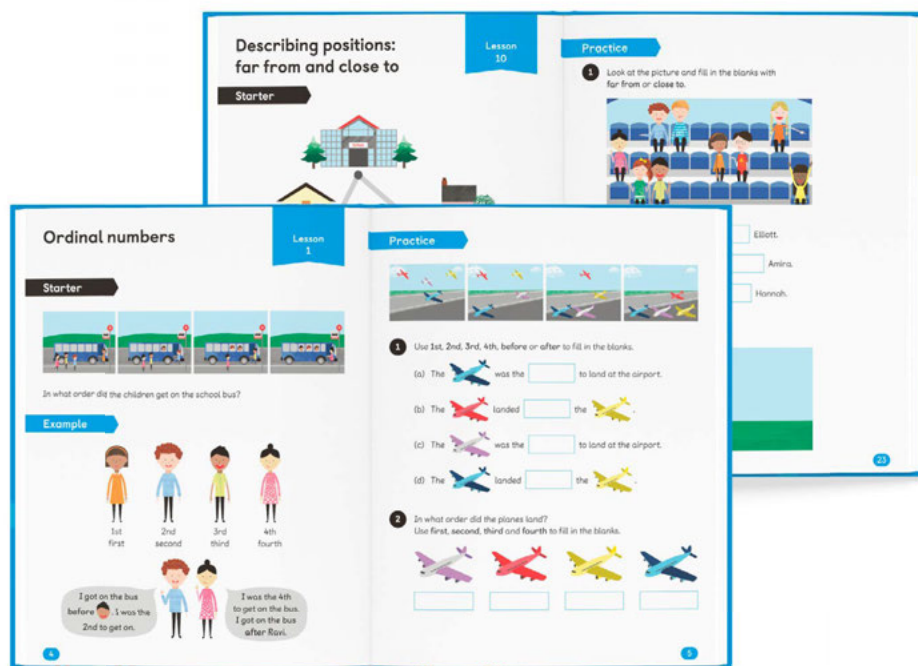 Describing positions:
far from and close to
Lesson
10
Starter
Practice
1
Look at the picture and fill in the blanks with
far from or close to.
Elliott.
Amira.
Hannah.
23
Ordinal numbers
Lesson
1
Starter
In what order did the children get on the school bus?
Example
1st
first
2nd
second
3rd
third
4th
fourth
I got on the bus
before . I was the
2nd to get on.
I was the 4th
to get on the bus.
I got on the bus
after Ravi.
4
Practice
1 Use 1st, 2nd, 3rd, 4th, before or after to fill in the blanks.
(a) The was the to land at the airport.
(b) The landed the .
(c) The was the to land at the airport.
(d) The landed the .
2 In what order did the planes land?
Use first, second, third and fourth to fill in the blanks.
5